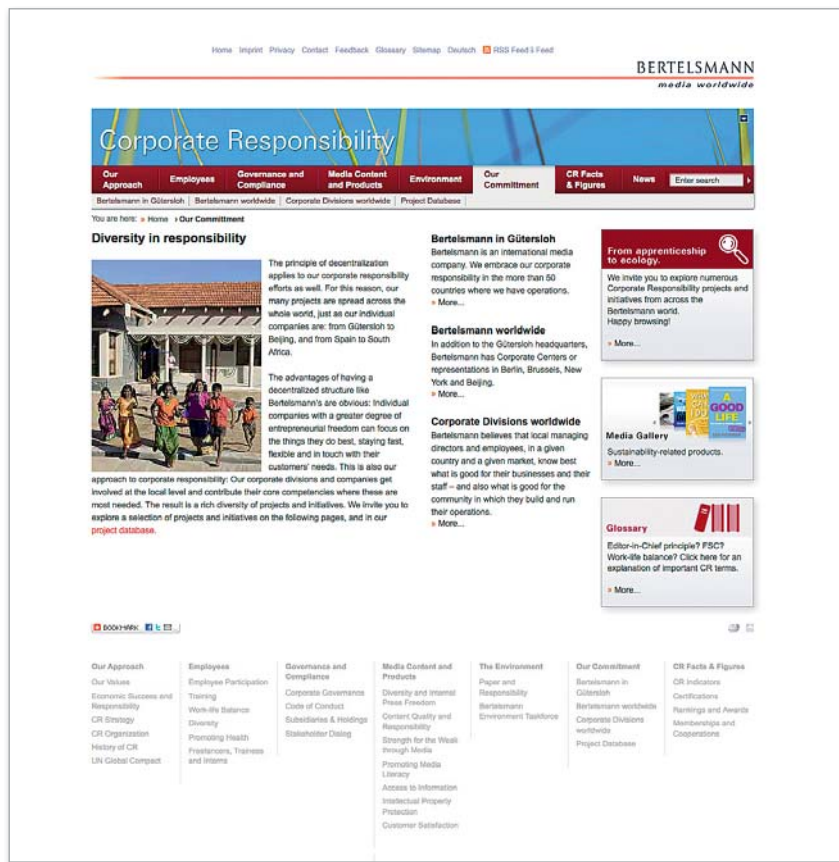 Home Imprint Privacy Contact Feedback Glossary Sitemap Deutsch RSS Feed
BERTELSMANN
media worldwide
Corporate Responsibility
Our Approach
Employees
Governance and Compliance
Media Content and Products
Environment
Our Committment
CR Facts & Figures
News
Enter search
Bertelsmann in Gütersloh | Bertelsmann worldwide | Corporate Divisions worldwide | Project Database
You are here: » Home › Our Committment
Diversity in responsibility
The principle of decentralization
applies to our corporate responsibility
efforts as well. For this reason, our
many projects are spread across the
whole world, just as our individual
companies are: from Gütersloh to
Beijing, and from Spain to South
Africa.
The advantages of having a
decentralized structure like
Bertelsmann's are obvious: Individual
companies with a greater degree of
entrepreneurial freedom can focus on
the things they do best, staying fast,
flexible and in touch with their
customers' needs. This is also our
approach to corporate responsibility: Our corporate divisions and companies get
involved at the local level and contribute their core competencies where these are
most needed. The result is a rich diversity of projects and initiatives. We invite you to
explore a selection of projects and initiatives on the following pages, and in our
project database.
Bertelsmann in Gütersloh
Bertelsmann is an international media
company. We embrace our corporate
responsibility in the more than 50
countries where we have operations.
» More...
Bertelsmann worldwide
In addition to the Gütersloh headquarters,
Bertelsmann has Corporate Centers or
representations in Berlin, Brussels, New
York and Beijing.
» More...
Corporate Divisions worldwide
Bertelsmann believes that local managing
directors and employees, in a given
country and a given market, know best
what is good for their businesses and their
staff – and also what is good for the
community in which they build and run
their operations.
» More...
From apprenticeship
to ecology.
We invite you to explore numerous
Corporate Responsibility projects and
initiatives from across the
Bertelsmann world.
Happy browsing!
» More...
A
GOOD
LIFE
Media Gallery
Sustainability-related products.
» More...
Glossary
Editor-in-Chief principle? FSC?
Work-life balance? Click here for an
explanation of important CR terms.
» More...
BOOKMARK
Our Approach
Our Values
Economic Success and
Responsibility
CR Strategy
CR Organization
History of CR
UN Global Compact
Employees
Employee Participation
Training
Work-life Balance
Diversity
Promoting Health
Freelancers, Trainees
and Interns
Governance and
Compliance
Corporate Governance
Code of Conduct
Subsidiaries & Holdings
Stakeholder Dialog
Media Content and
Products
Diversity and Internal
Press Freedom
Content Quality and
Responsibility
Strength for the Weak
through Media
Promoting Media
Literacy
Access to Information
Intellectual Property
Protection
Customer Satisfaction
The Environment
Paper and
Responsibility
Bertelsmann
Environment Taskforce
Our Commitment
Bertelsmann in
Gütersloh
Bertelsmann worldwide
Corporate Divisions
worldwide
Project Database
CR Facts & Figures
CR Indicators
Certifications
Rankings and Awards
Memberships and
Cooperations